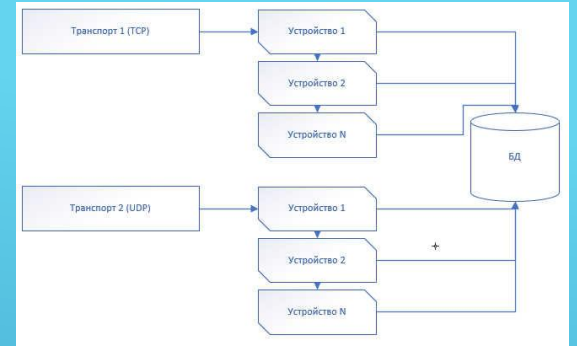 Транспорт 1 (TCP)
Устройство 1
Устройство 2
Устройство N
БД
Транспорт 2 (UDP)
Устройство 1
Устройство 2
Устройство N